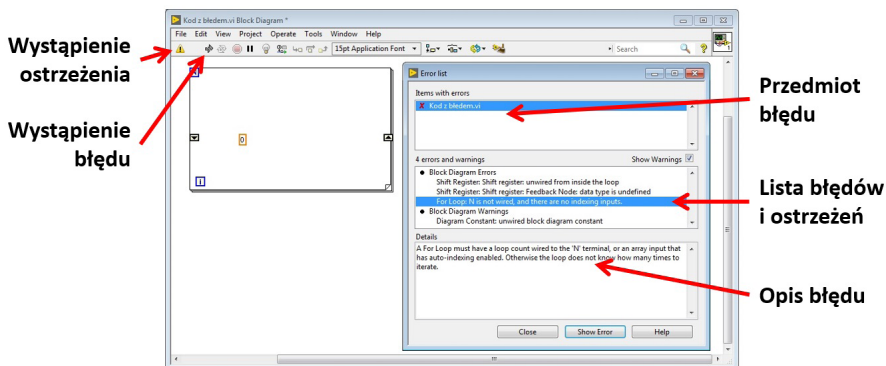 Kod z błedem.vi Block Diagram *
File Edit View Project Operate Tools Window Help
15pt Application Font
Search
?
Wystąpienie
ostrzeżenia
Wystąpienie
błędu
N
0
i
Error list
Items with errors
X Kod z błedem.vi
4 errors and warnings Show Warnings
Block Diagram Errors
Shift Register: Shift register: unwired from inside the loop
Shift Register: Shift register: Feedback Node: data type is undefined
For Loop: N is not wired, and there are no indexing inputs.
Block Diagram Warnings
Diagram Constant: unwired block diagram constant
Details
A For Loop must have a loop count wired to the 'N' terminal, or an array input that
has auto-indexing enabled. Otherwise the loop does not know how many times to
iterate.
Close Show Error Help
Przedmiot
błędu
Lista błędów
i ostrzeżeń
Opis błędu